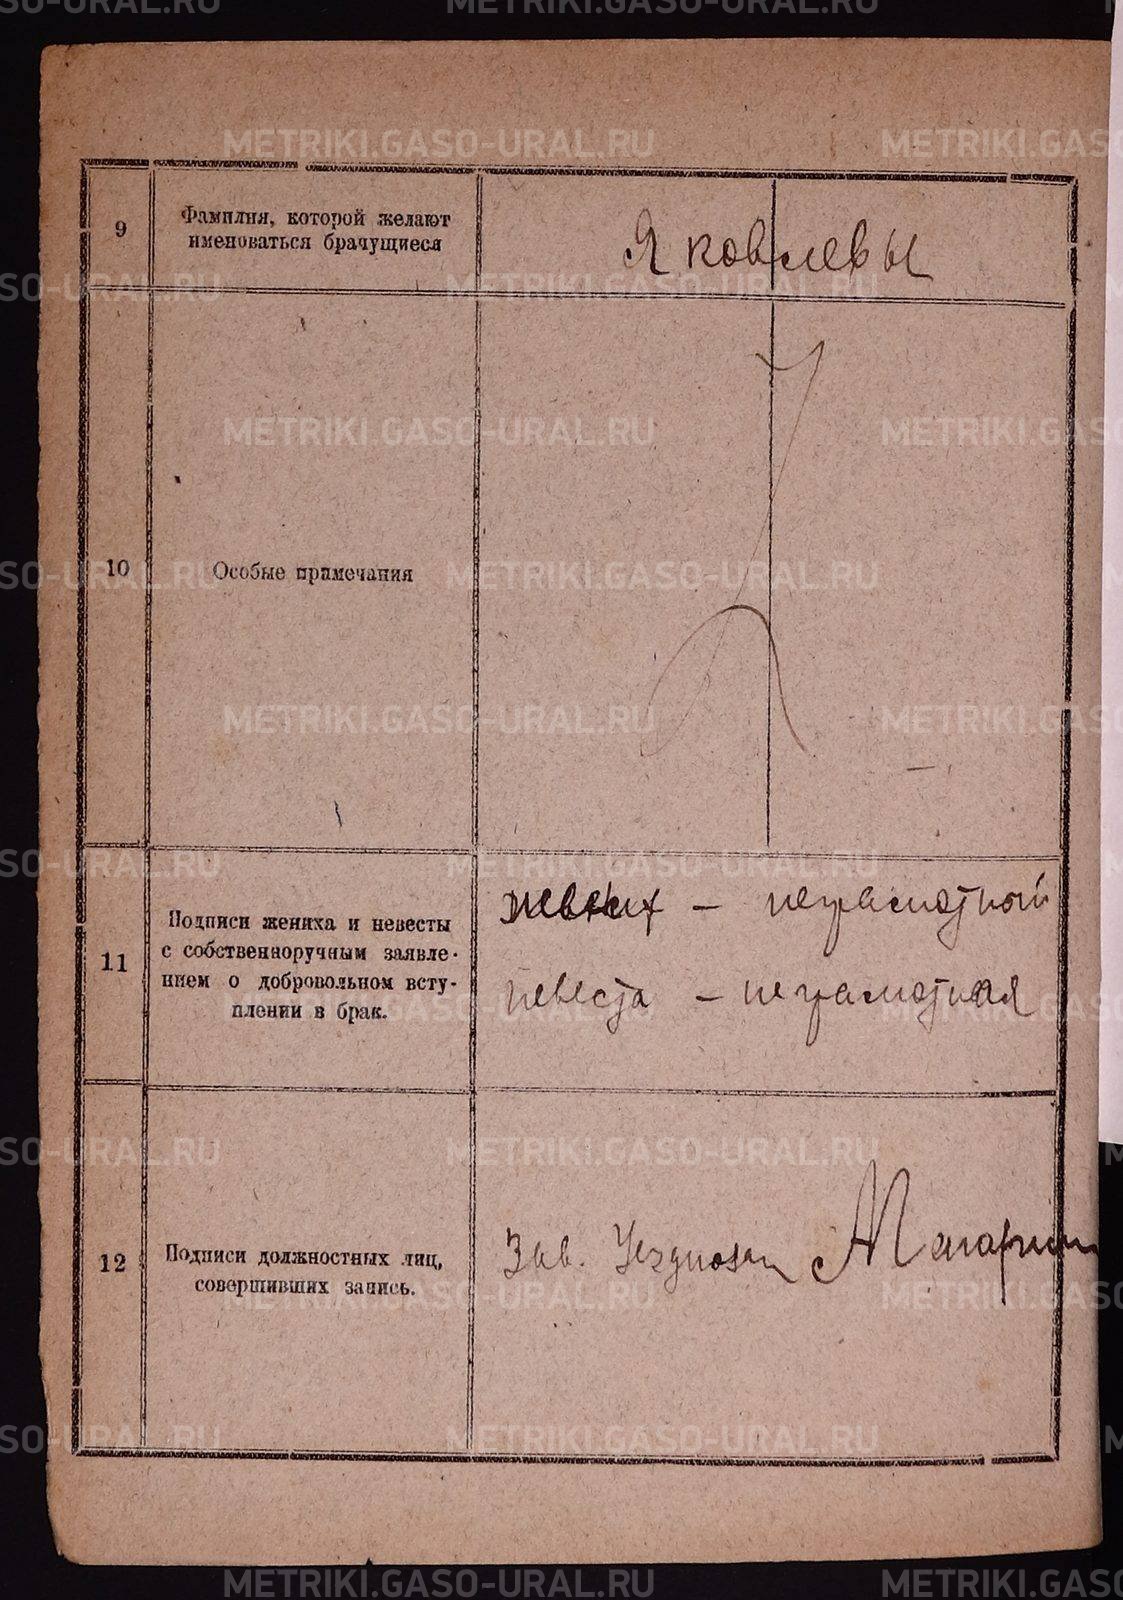 9
Фамилия, которой желают
именоваться брачущиеся
Яковлевы
10
Особые примечания
11
Подписи жениха и невесты
с собственноручным заявле-
нием о добровольном всту-
плении в брак.
жених – неграмотной
невеста – неграмотная
12
Подписи должностных лиц,
совершивших запись.
Зав.
METRIKI.GASO-URAL.RU